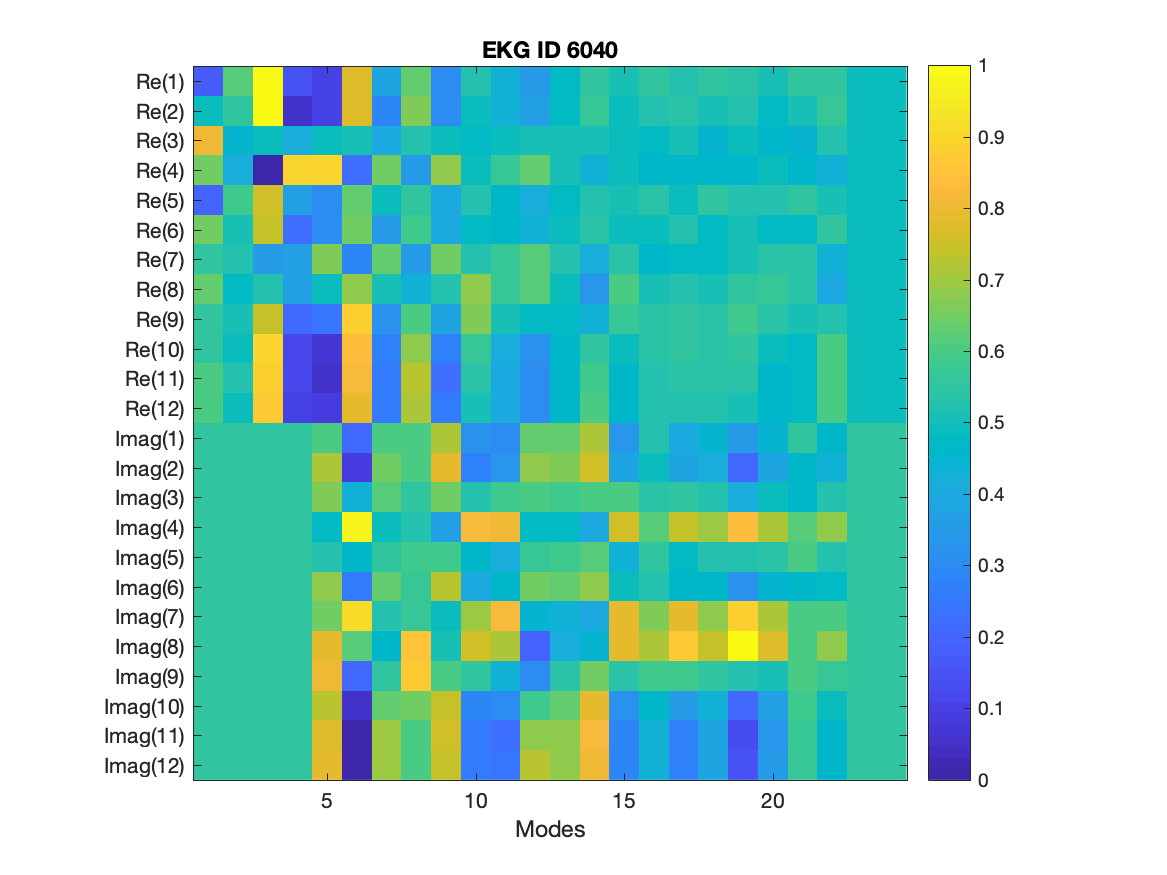 EKG ID 6040
Re(1)
Re(2)
Re(3)
Re(4)
Re(5)
Re(6)
Re(7)
Re(8)
Re(9)
Re(10)
Re(11)
Re(12)
Imag(1)
Imag(2)
Imag(3)
Imag(4)
Imag(5)
Imag(6)
Imag(7)
Imag(8)
Imag(9)
Imag(10)
Imag(11)
Imag(12)
5 10 15 20
Modes
1
0.9
0.8
0.7
0.6
0.5
0.4
0.3
0.2
0.1
0